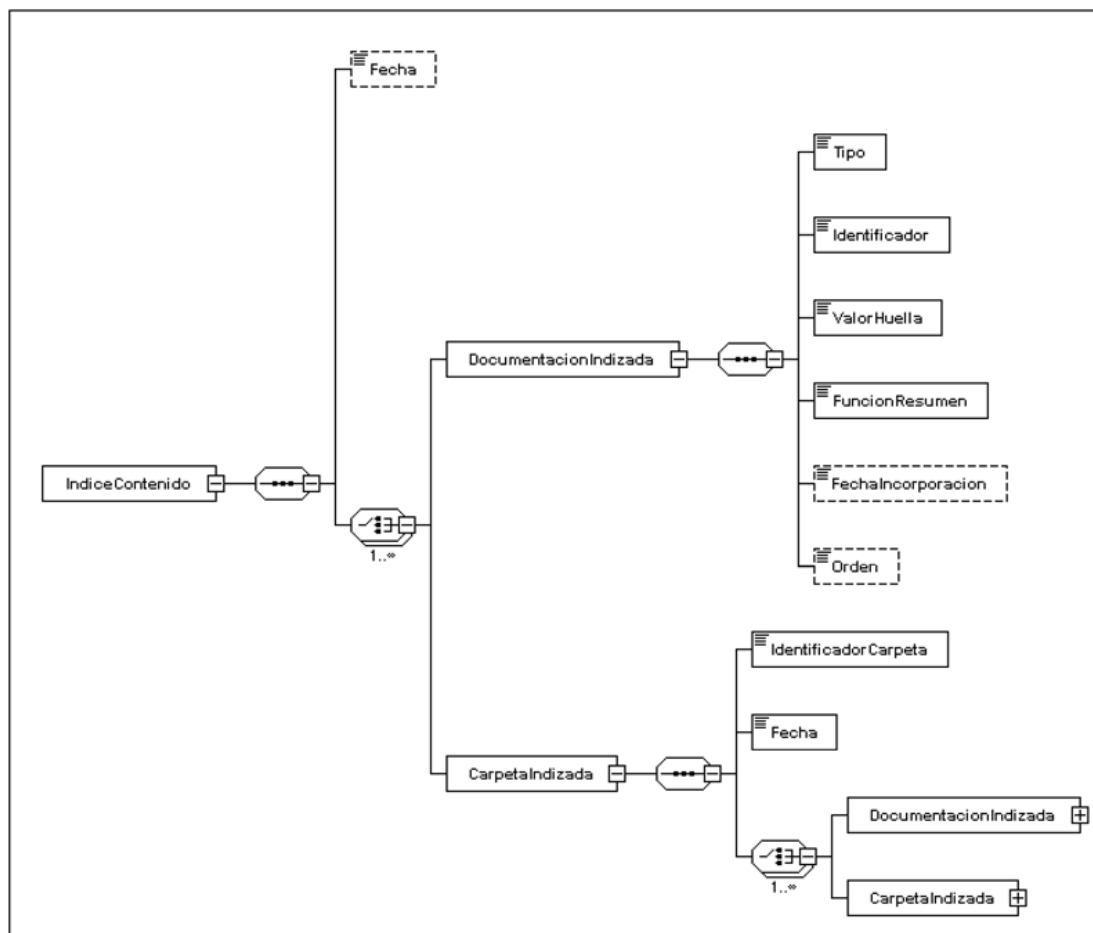 Fecha
Tipo
Identificador
ValorHuella
DocumentacionIndizada
FuncionResumen
IndiceContenido
FechaIncorporacion
1..∞
Orden
IdentificadorCarpeta
Fecha
CarpetaIndizada
DocumentacionIndizada
1..∞
CarpetaIndizada